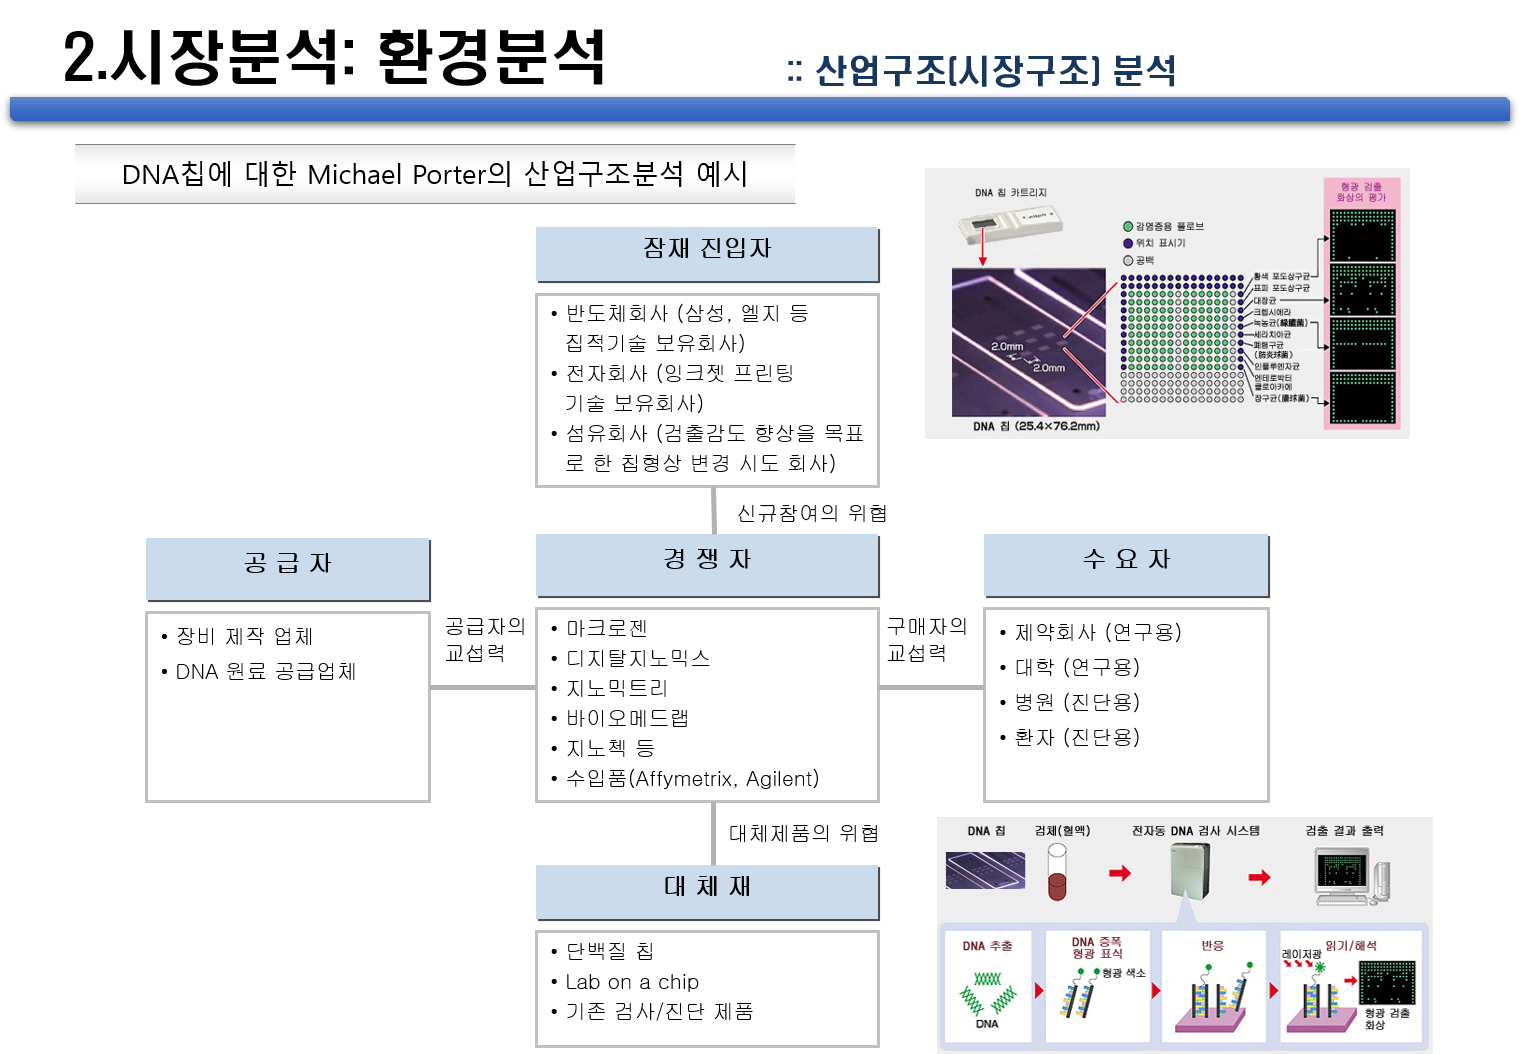 2.시장분석: 환경분석
:: 산업구조(시장구조) 분석
DNA칩에 대한 Michael Porter의 산업구조분석 예시
잠재 진입자
• 반도체회사 (삼성, 엘지 등
집적기술 보유회사)
• 전자회사 (잉크젯 프린팅
기술 보유회사)
• 섬유회사 (검출감도 향상을 목표
로 한 칩형상 변경 시도 회사)
신규참여의 위협
공 급 자
• 장비 제작 업체
• DNA 원료 공급업체
공급자의
교섭력
경 쟁 자
• 마크로젠
• 디지탈지노믹스
• 지노믹트리
• 바이오메드랩
• 지노첵 등
• 수입품(Affymetrix, Agilent)
구매자의
교섭력
수 요 자
• 제약회사 (연구용)
• 대학 (연구용)
• 병원 (진단용)
• 환자 (진단용)
대체제품의 위협
대 체 재
• 단백질 칩
• Lab on a chip
• 기존 검사/진단 제품
DNA 칩 카트리지
감염증용 플로브
위치 표시기
공백
2.0mm
2.0mm
DNA 칩 (25.4×76.2mm)
황색 포도상구균
표피 포도상구균
대장균
크렙시에라
녹농균(綠膿菌)
세라치아균
폐렴구균
(肺炎球菌)
인플루엔자균
엔테로박터
클로아카에
장구균(腸球菌)
형광 검출
화상의 평가
DNA 칩
검체(혈액)
전자동 DNA 검사 시스템
검출 결과 출력
DNA 추출
DNA
DNA 증폭
형광 표식
형광 색소
반응
읽기/해석
레이저광
형광 검출
화상